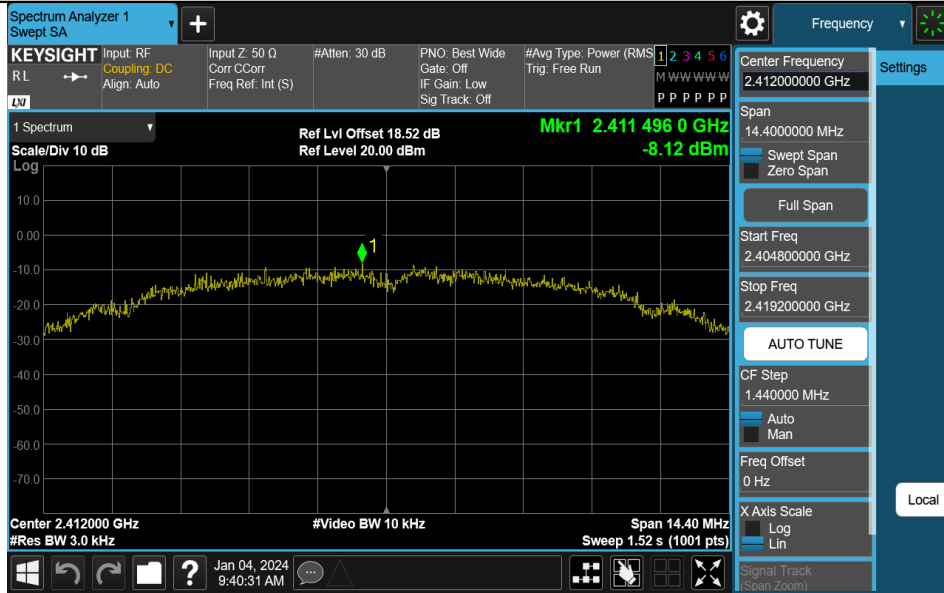 Spectrum Analyzer 1
Swept SA
+
Frequency
KEYSIGHT
R L
LXI
Input: RF
Coupling: DC
Align: Auto
Input Z: 50 Ω
Corr CCorr
Freq Ref: Int (S)
#Atten: 30 dB
PNO: Best Wide
Gate: Off
IF Gain: Low
Sig Track: Off
#Avg Type: Power (RMS
Trig: Free Run
1 2 3 4 5 6
M W W W W W
P P P P P P
1 Spectrum
Scale/Div 10 dB
Log
Ref Lvl Offset 18.52 dB
Ref Level 20.00 dBm
Mkr1 2.411 496 0 GHz
-8.12 dBm
10.0
0.00
-10.0
-20.0
-30.0
-40.0
-50.0
-60.0
-70.0
1
Center 2.412000 GHz
#Res BW 3.0 kHz
#Video BW 10 kHz
Span 14.40 MHz
Sweep 1.52 s (1001 pts)
Center Frequency
2.412000000 GHz
Span
14.4000000 MHz
Swept Span
Zero Span
Full Span
Start Freq
2.404800000 GHz
Stop Freq
2.419200000 GHz
AUTO TUNE
CF Step
1.440000 MHz
Auto
Man
Freq Offset
0 Hz
X Axis Scale
Log
Lin
Signal Track
(Span Zoom)
Settings
Local
?
Jan 04, 2024
9:40:31 AM